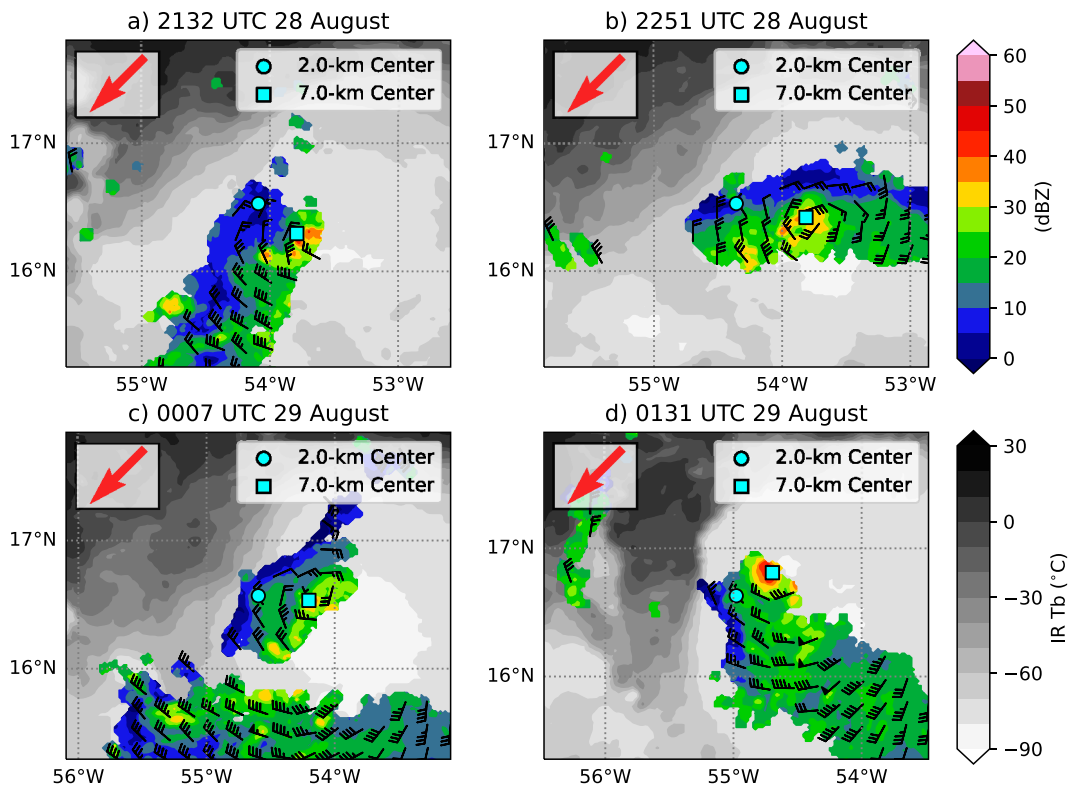 a) 2132 UTC 28 August
2.0-km Center
7.0-km Center
17°N
16°N
55°W
54°W
53°W
b) 2251 UTC 28 August
2.0-km Center
7.0-km Center
17°N
16°N
55°W
54°W
53°W
60
50
40
30
20
10
0
(dBZ)
c) 0007 UTC 29 August
2.0-km Center
7.0-km Center
17°N
16°N
56°W
55°W
54°W
d) 0131 UTC 29 August
2.0-km Center
7.0-km Center
17°N
16°N
56°W
55°W
54°W
30
0
−30
−60
−90
IR Tb (°C)